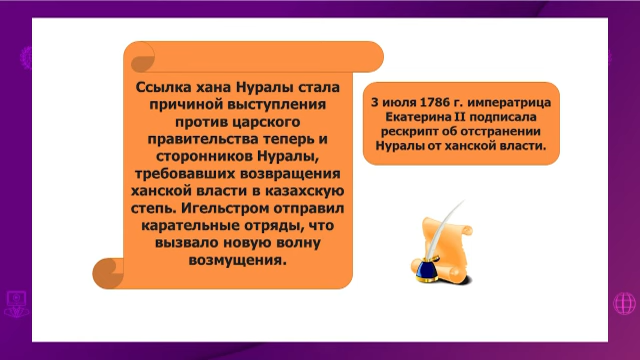 Ссылка хана Нуралы стала
причиной выступления
против царского
правительства теперь и
сторонников Нуралы,
требовавших возвращения
ханской власти в казахскую
степь. Игельстром отправил
карательные отряды, что
вызвало новую волну
возмущения.
3 июля 1786 г. императрица
Екатерина II подписала
рескрипт об отстранении
Нуралы от ханской власти.